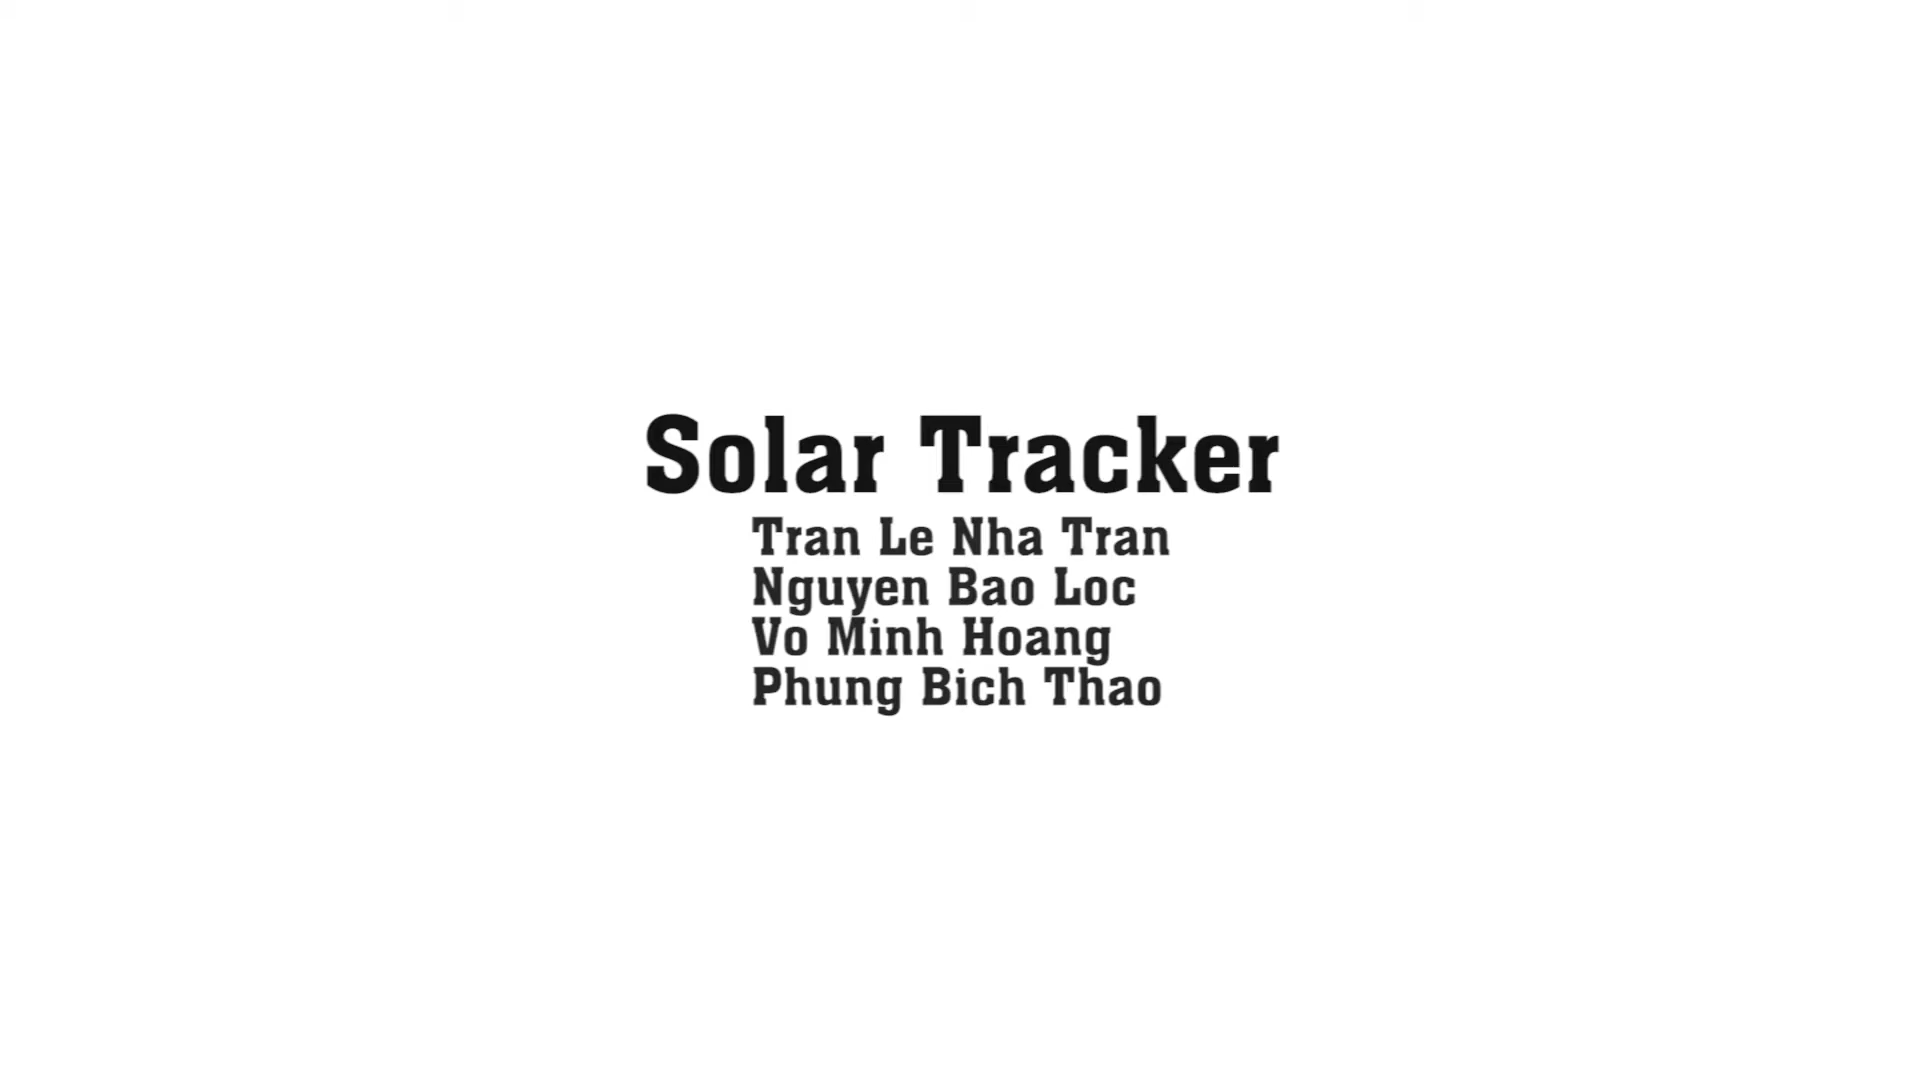 Solar Tracker
Tran Le Nha Tran
Nguyen Bao Loc
Vo Minh Hoang
Phung Bich Thao